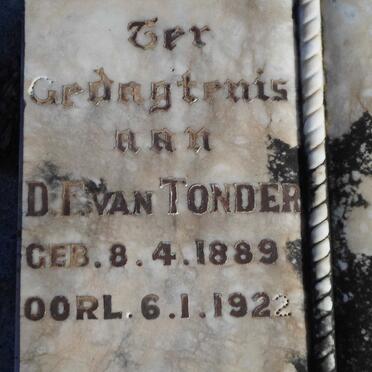 Ter
Gedagtenis
aan
D.F. VAN TONDER
GEB. 8. 4. 1889
OORL. 6. 1. 1922